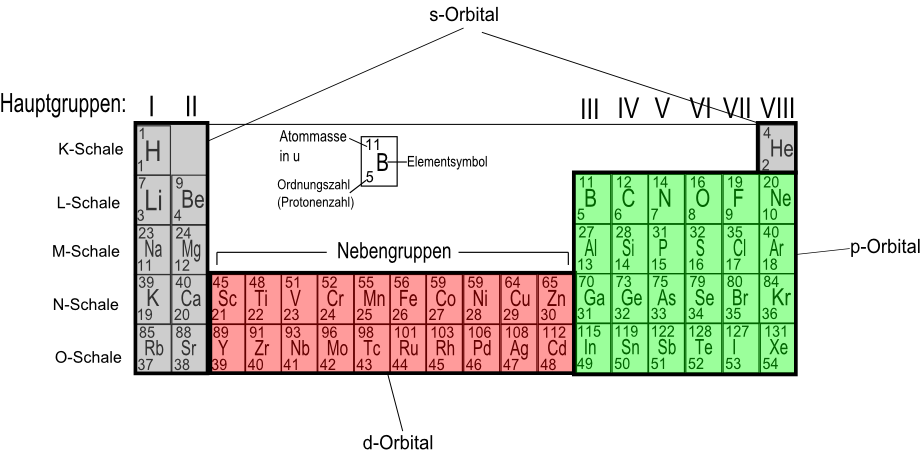 s-Orbital
Hauptgruppen: I II III IV V VI VII VIII
K-Schale 1 H 1 4 He 2
Atommasse in u 11 B 5 Elementsymbol
Ordnungszahl (Protonenzahl)
L-Schale 7 Li 3 9 Be 4 11 B 5 12 C 6 14 N 7 16 O 8 19 F 9 20 Ne 10
M-Schale 23 Na 11 24 Mg 12 27 Al 13 28 Si 14 31 P 15 32 S 16 35 Cl 17 40 Ar 18
p-Orbital
Nebengruppen
N-Schale 39 K 19 40 Ca 20 45 Sc 21 48 Ti 22 51 V 23 52 Cr 24 55 Mn 25 56 Fe 26 59 Co 27 59 Ni 28 64 Cu 29 65 Zn 30 70 Ga 31 73 Ge 32 75 As 33 79 Se 34 80 Br 35 84 Kr 36
O-Schale 85 Rb 37 88 Sr 38 89 Y 39 91 Zr 40 93 Nb 41 96 Mo 42 98 Tc 43 101 Ru 44 103 Rh 45 106 Pd 46 108 Ag 47 112 Cd 48 115 In 49 119 Sn 50 122 Sb 51 128 Te 52 127 I 53 131 Xe 54
d-Orbital